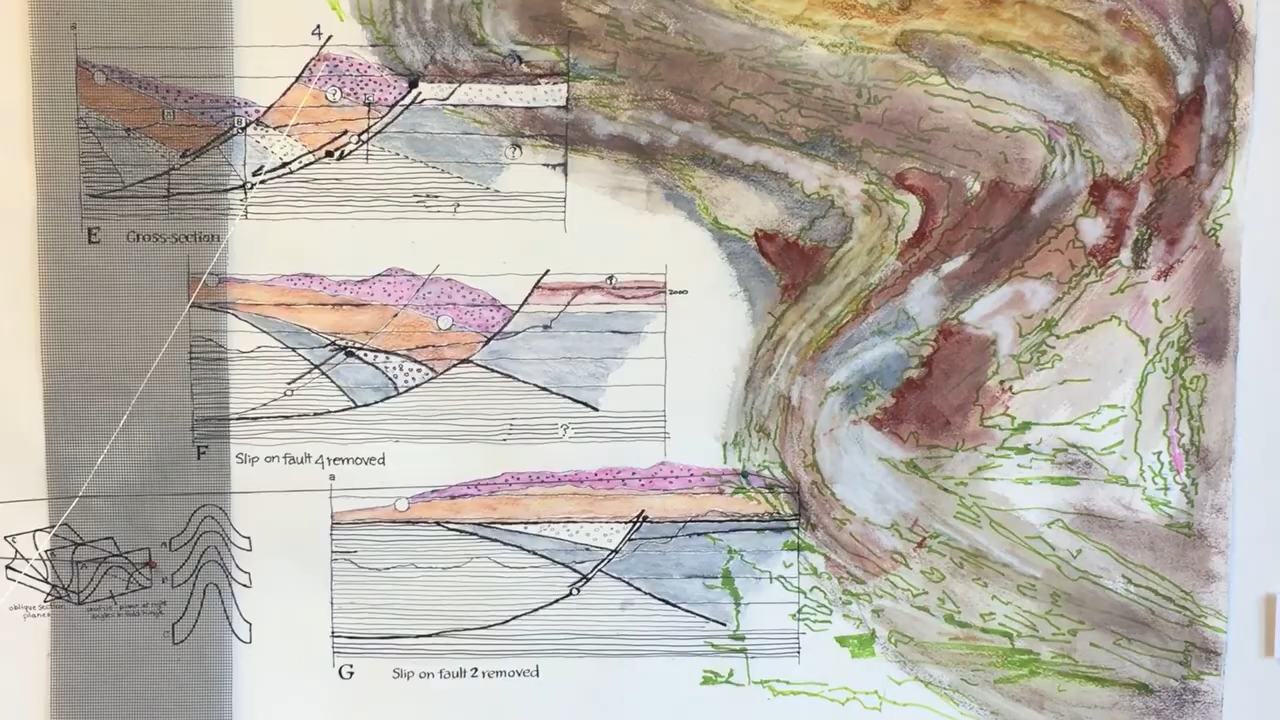 a
4
?
B
B
C
?
?
E Cross-section
2000
?
F Slip on fault 4 removed
a
oblique section
planes
G Slip on fault 2 removed